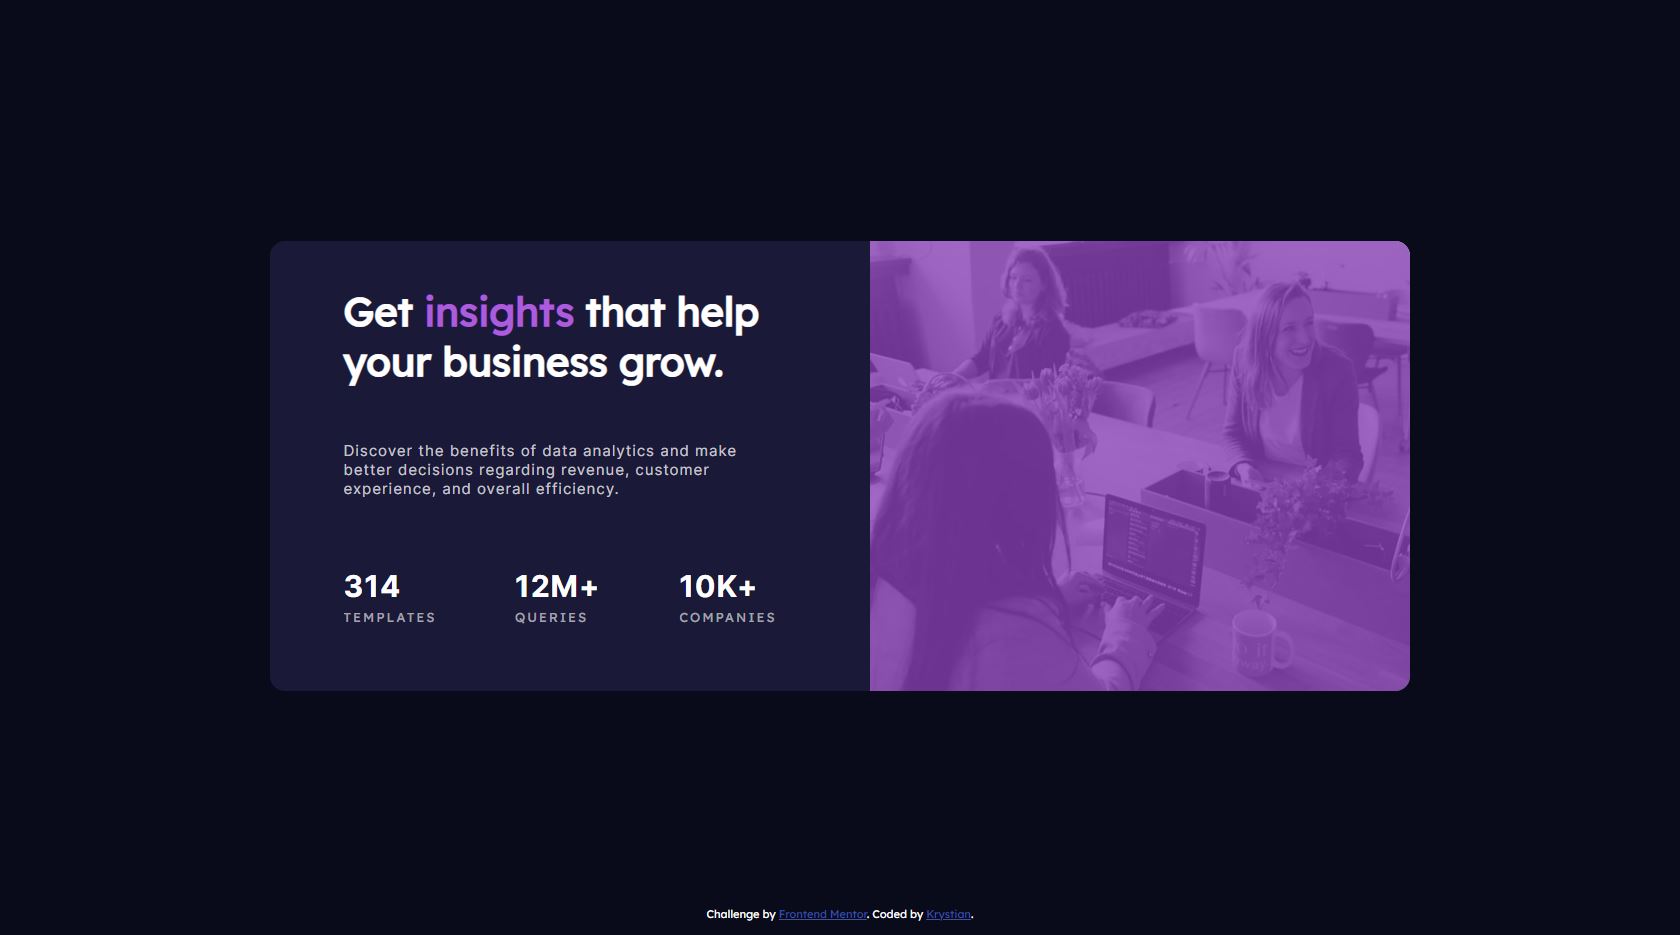 Get insights that help
your business grow.
Discover the benefits of data analytics and make
better decisions regarding revenue, customer
experience, and overall efficiency.
314
12M+
10K+
TEMPLATES
QUERIES
COMPANIES
Challenge by Frontend Mentor. Coded by Krystian.